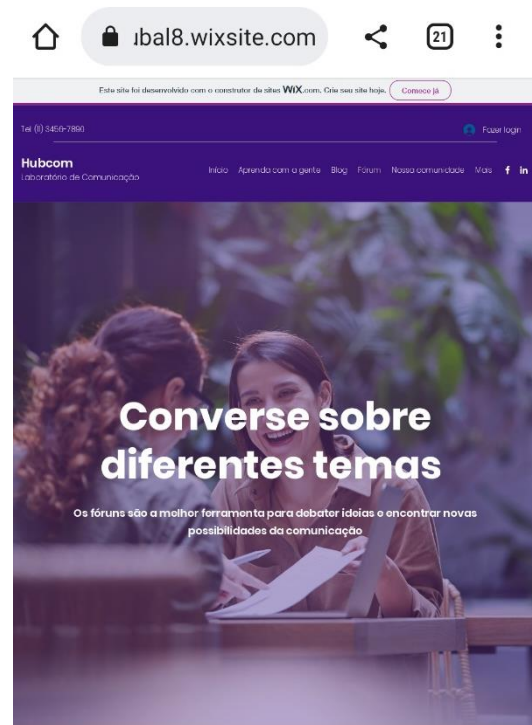 ubal8.wixsite.com
21
Este site foi desenvolvido com o construtor de sites WiX.com. Crie seu site hoje. Comece já
Tel: (11) 3456-7890
Fazer login
Hubcom
Laboratório de Comunicação
Início Aprenda com a gente Blog Fórum Nossa comunidade Mais f in
Converse sobre
diferentes temas
Os fóruns são a melhor ferramenta para debater ideias e encontrar novas
possibilidades da comunicação